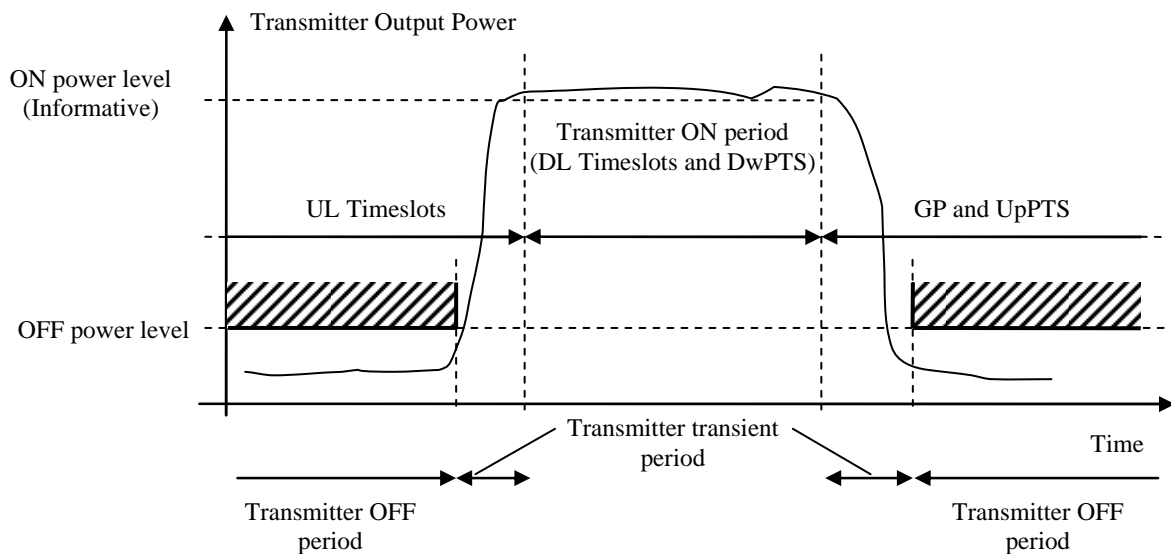 Transmitter Output Power
ON power level
(Informative)
Transmitter ON period
(DL Timeslots and DwPTS)
UL Timeslots
GP and UpPTS
OFF power level
Transmitter transient
period
Time
Transmitter OFF
period
Transmitter OFF
period